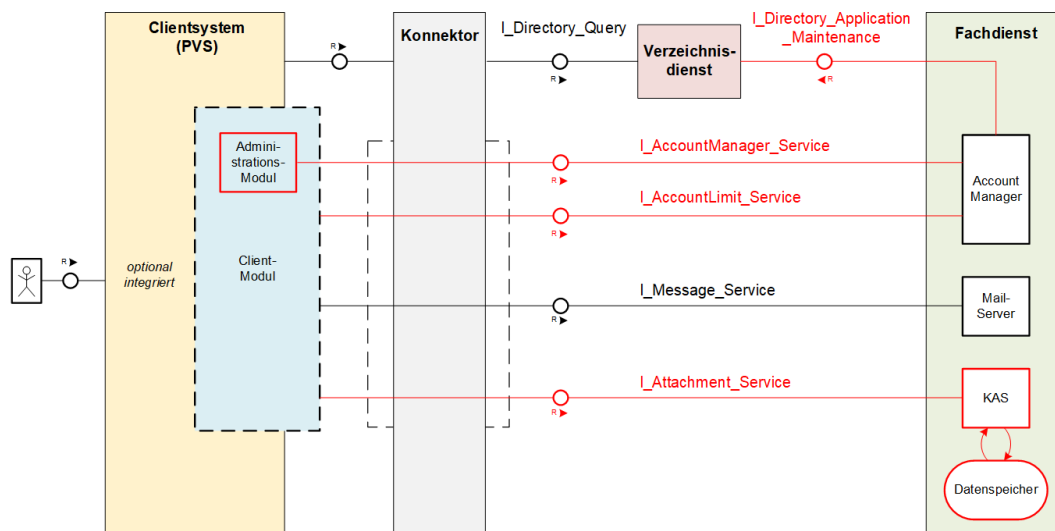 Clientsystem
(PVS)
Konnektor
I_Directory_Query
Verzeichnis-
dienst
I_Directory_Application
_Maintenance
Fachdienst
R
R
R
Adminis-
strations-
Modul
I_AccountManager_Service
R
Account
Manager
I_AccountLimit_Service
R
R
optional
integriert
Client-
Modul
I_Message_Service
R
Mail-
Server
I_Attachment_Service
R
KAS
Datenspeicher